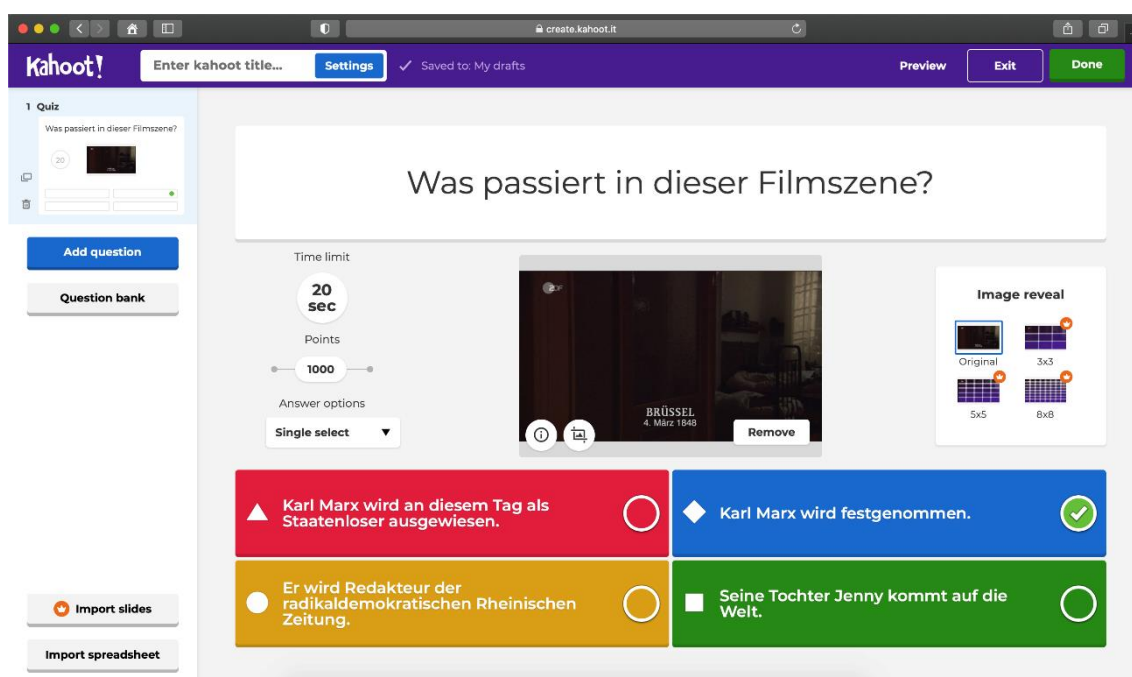 create.kahoot.it
Kahoot!
Enter kahoot title...
Settings
Saved to: My drafts
Preview
Exit
Done
1 Quiz
Was passiert in dieser Filmszene?
20
Add question
Question bank
Import slides
Import spreadsheet
Was passiert in dieser Filmszene?
Time limit
20
sec
Points
1000
Answer options
Single select
ZDF
BRÜSSEL
4. März 1848
Remove
Image reveal
Original
3x3
5x5
8x8
Karl Marx wird an diesem Tag als
Staatenloser ausgewiesen.
Karl Marx wird festgenommen.
Er wird Redakteur der
radikaldemokratischen Rheinischen
Zeitung.
Seine Tochter Jenny kommt auf die
Welt.